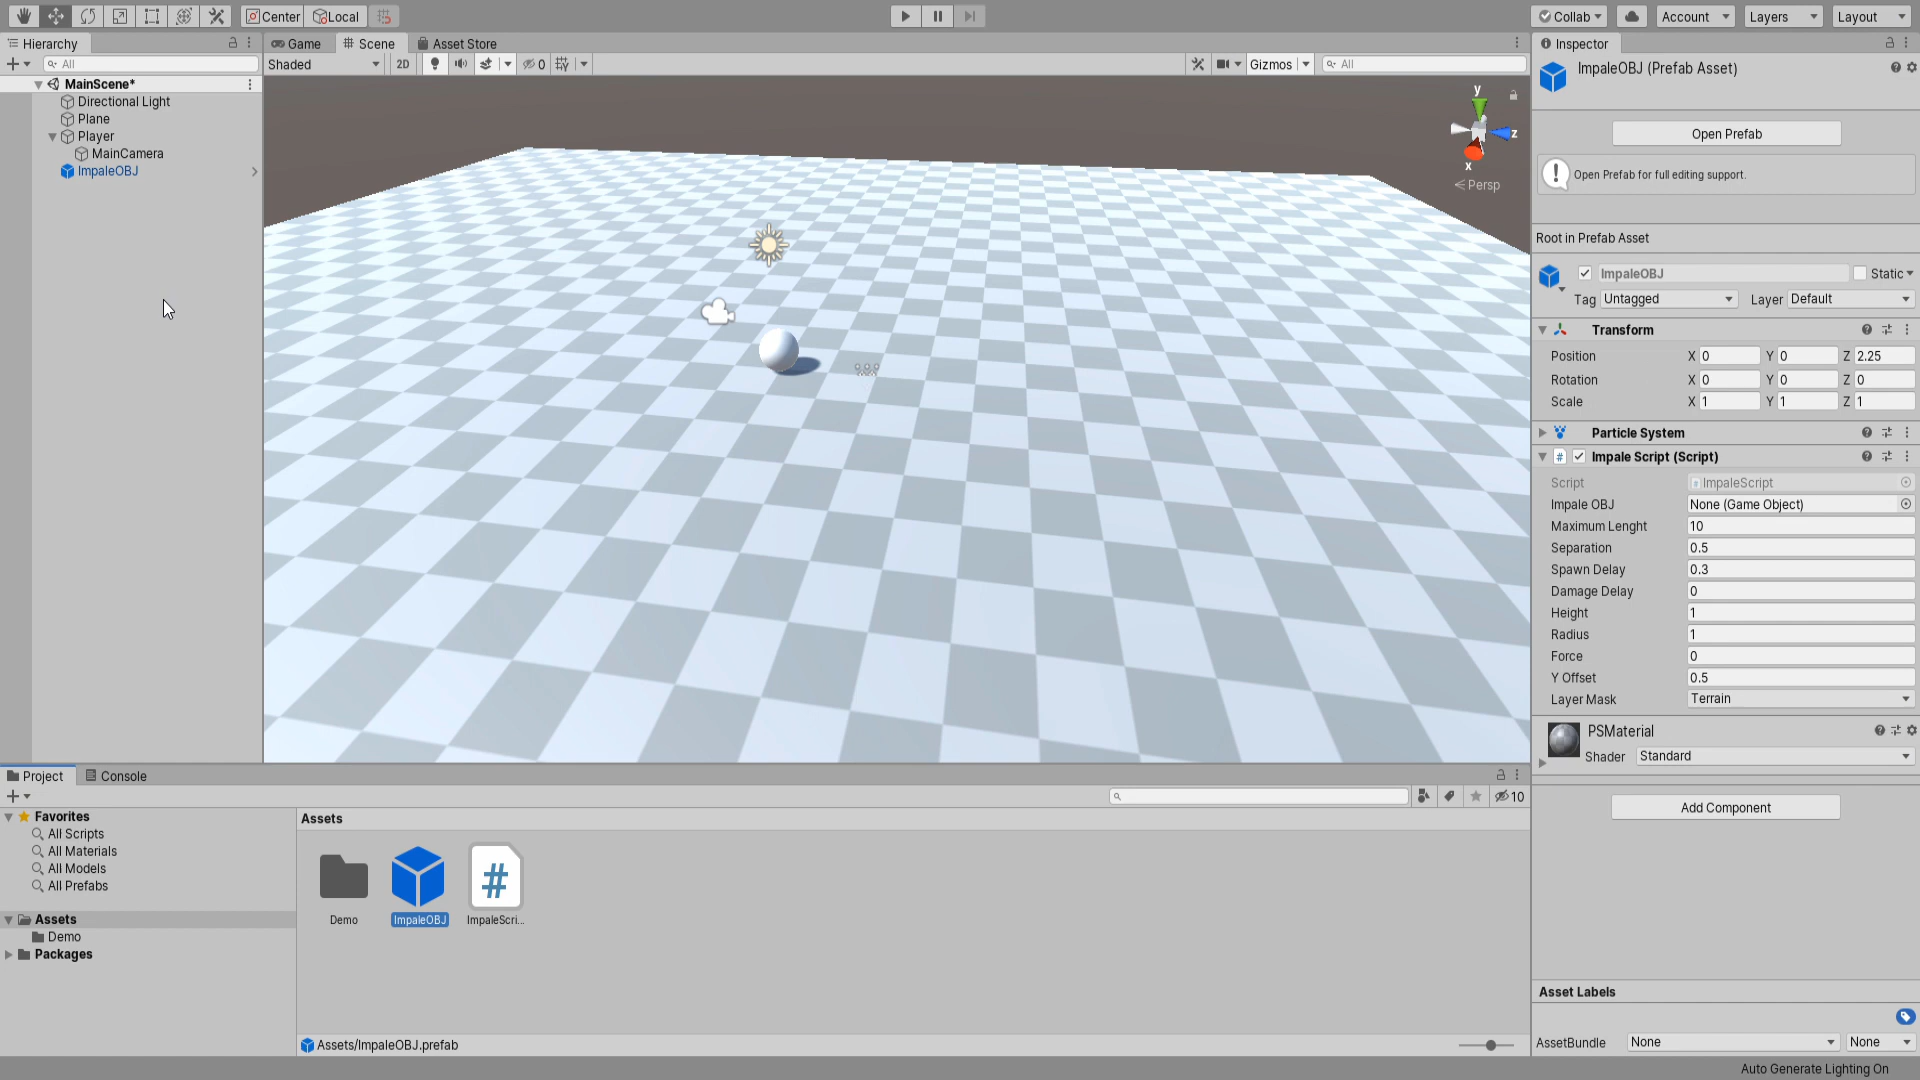 Center
Local
Collab
Account
Layers
Layout
Hierarchy
All
MainScene*
Directional Light
Plane
Player
MainCamera
ImpaleOBJ
Game
Scene
Asset Store
Shaded
2D
0
Gizmos
All
y
z
x
Persp
Inspector
ImpaleOBJ (Prefab Asset)
Open Prefab
Open Prefab for full editing support.
Root in Prefab Asset
ImpaleOBJ
Static
Tag Untagged Layer Default
Transform
Position X 0 Y 0 Z 2.25
Rotation X 0 Y 0 Z 0
Scale X 1 Y 1 Z 1
Particle System
# Impale Script (Script)
Script ImpaleScript
Impale OBJ None (Game Object)
Maximum Lenght 10
Separation 0.5
Spawn Delay 0.3
Damage Delay 0
Height 1
Radius 1
Force 0
Y Offset 0.5
Layer Mask Terrain
PSMaterial
Shader Standard
Add Component
Asset Labels
AssetBundle None None
Project
Console
10
Favorites
All Scripts
All Materials
All Models
All Prefabs
Assets
Demo
Packages
Assets
#
Demo
ImpaleOBJ
ImpaleScri...
Assets/ImpaleOBJ.prefab
Auto Generate Lighting On